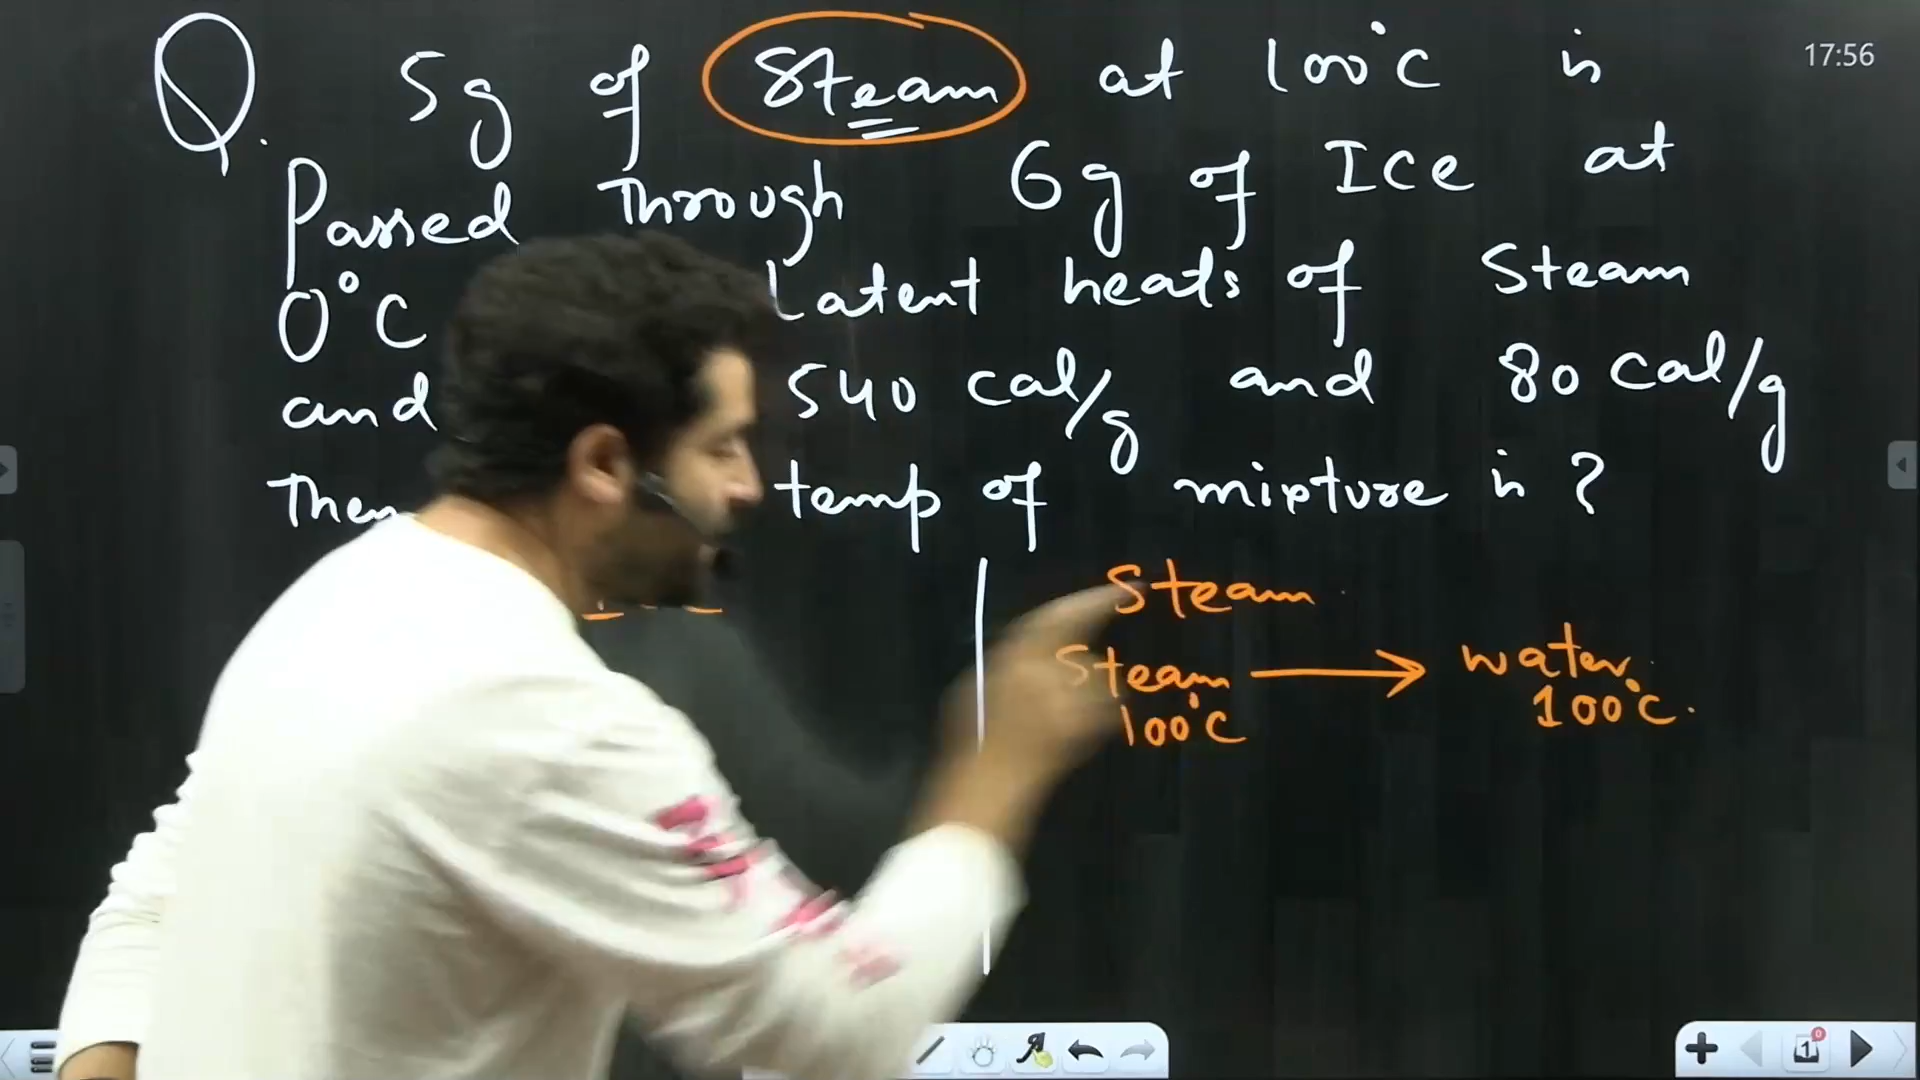 17:56
Q. 5g of Steam at 100°C is
Passed Through 6g of Ice at
0°C Latent heats of Steam
and 540 cal/g and 80 cal/g
Then temp of mixture is ?
Steam
Steam → water
100°C 100°C
1